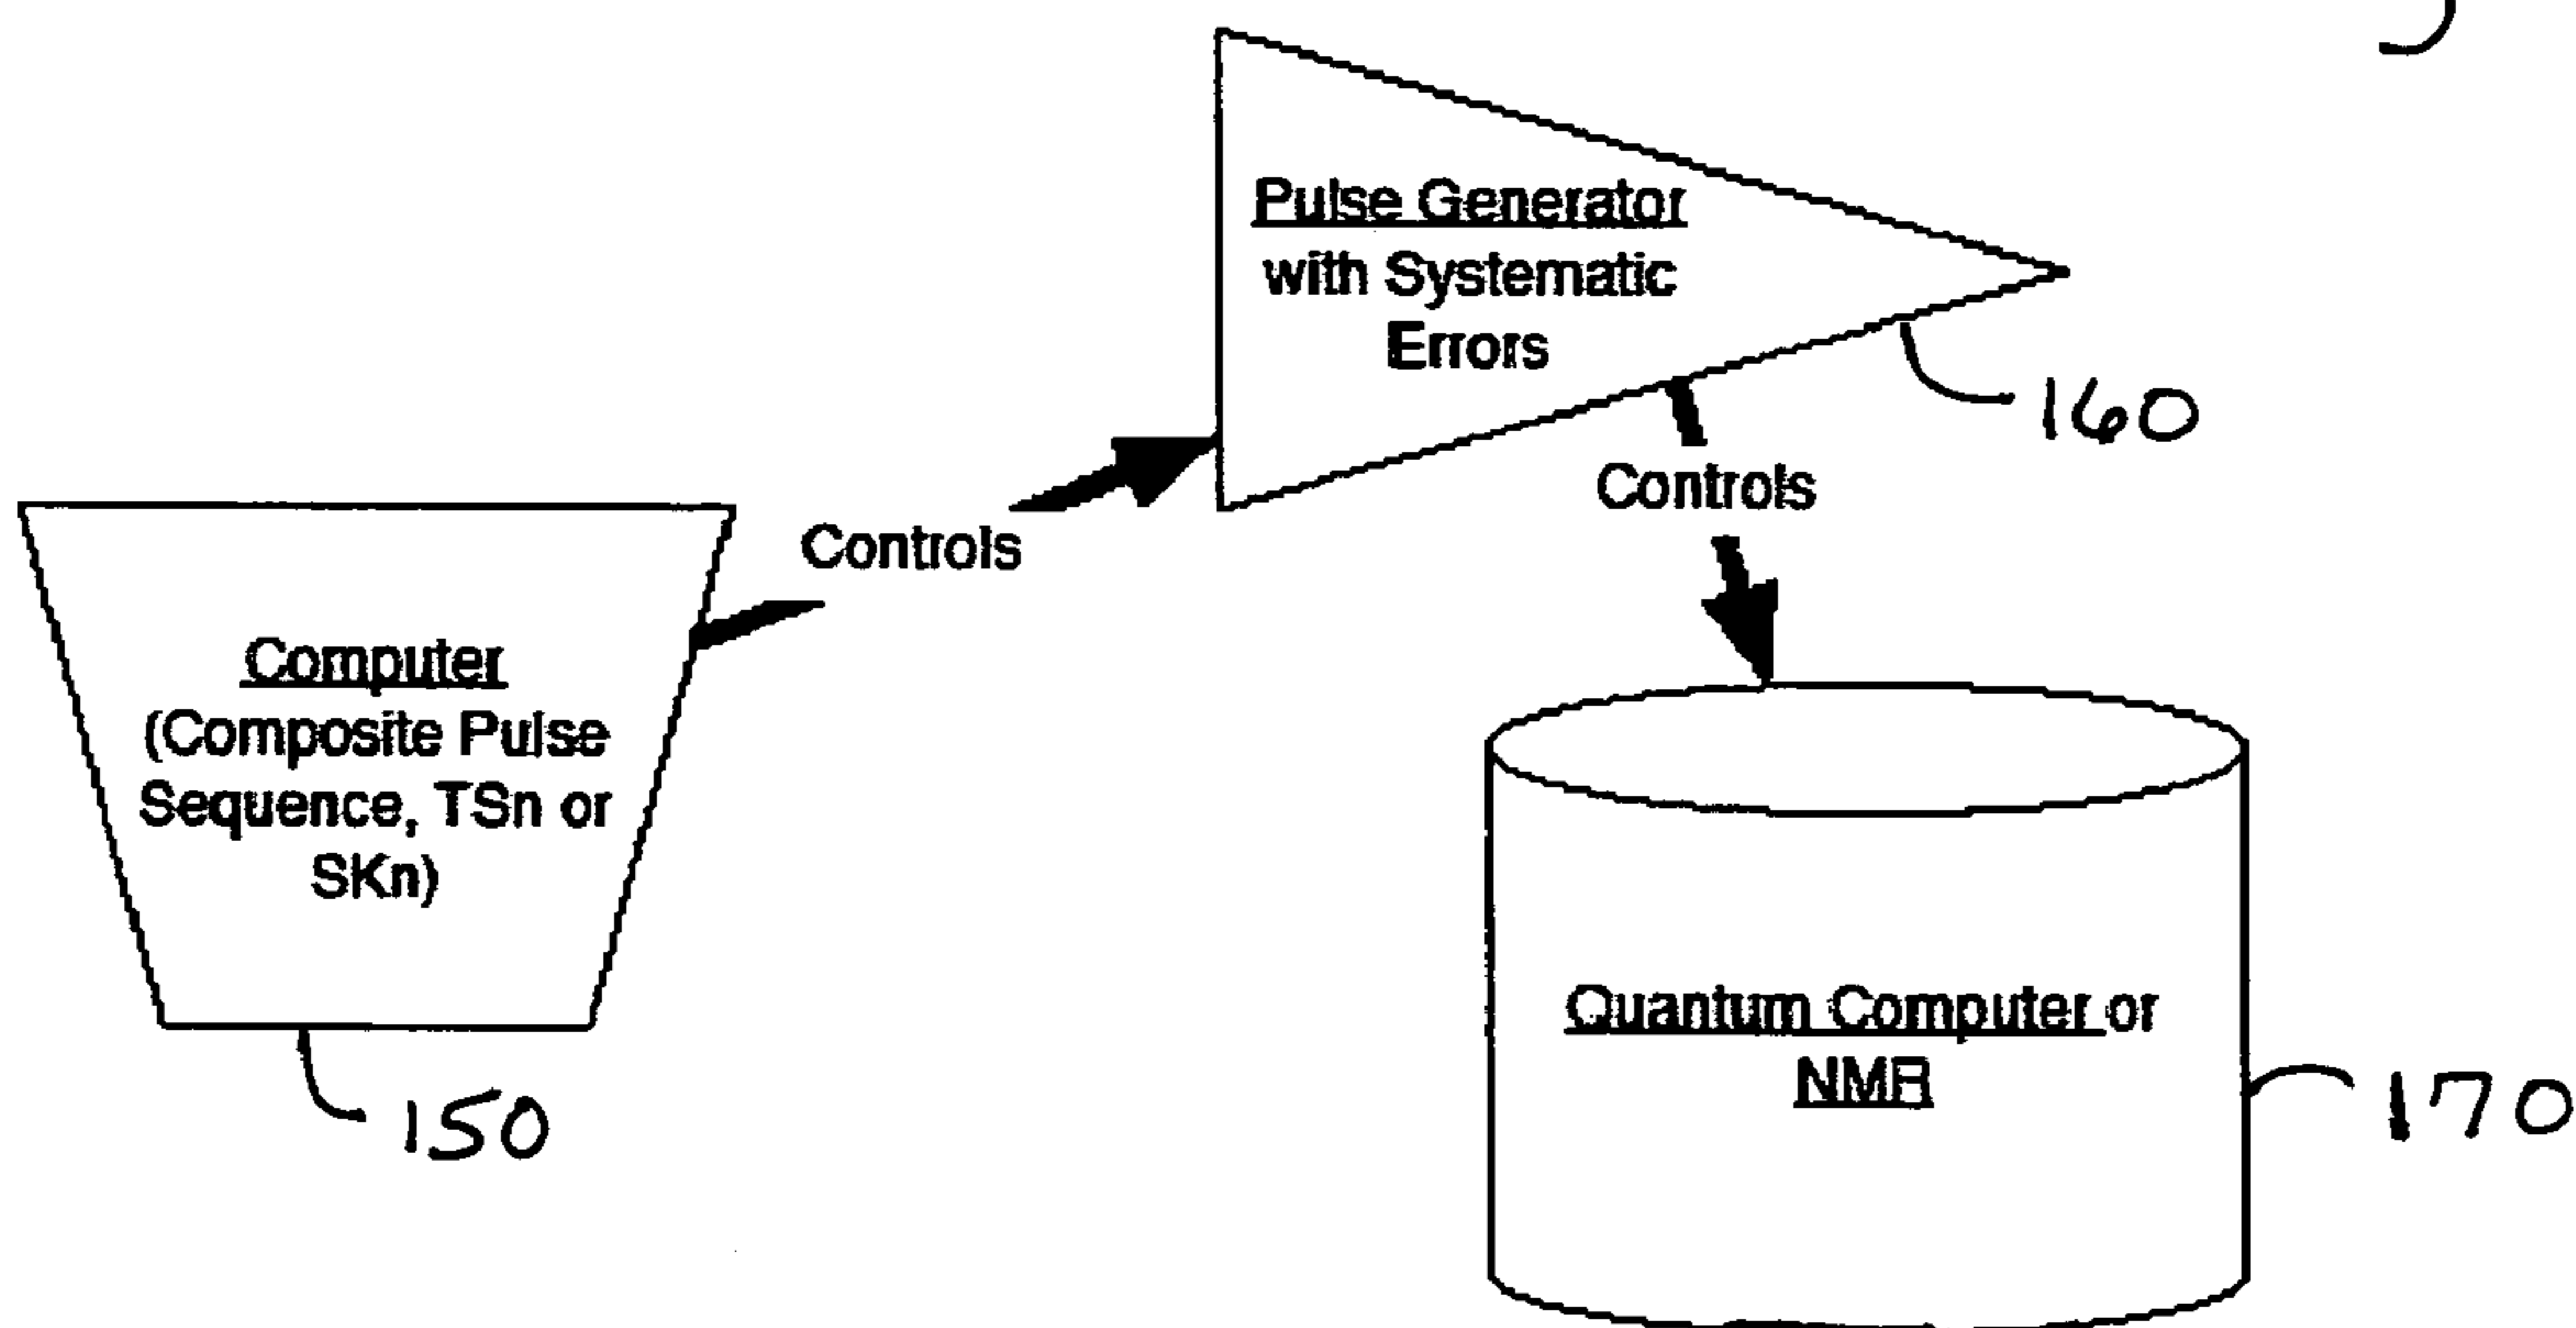 Pulse Generator
with Systematic
Errors
160
Controls
Controls
Computer
(Composite Pulse
Sequence, TSn or
SKn)
150
Quantum Computer or
NMR
170